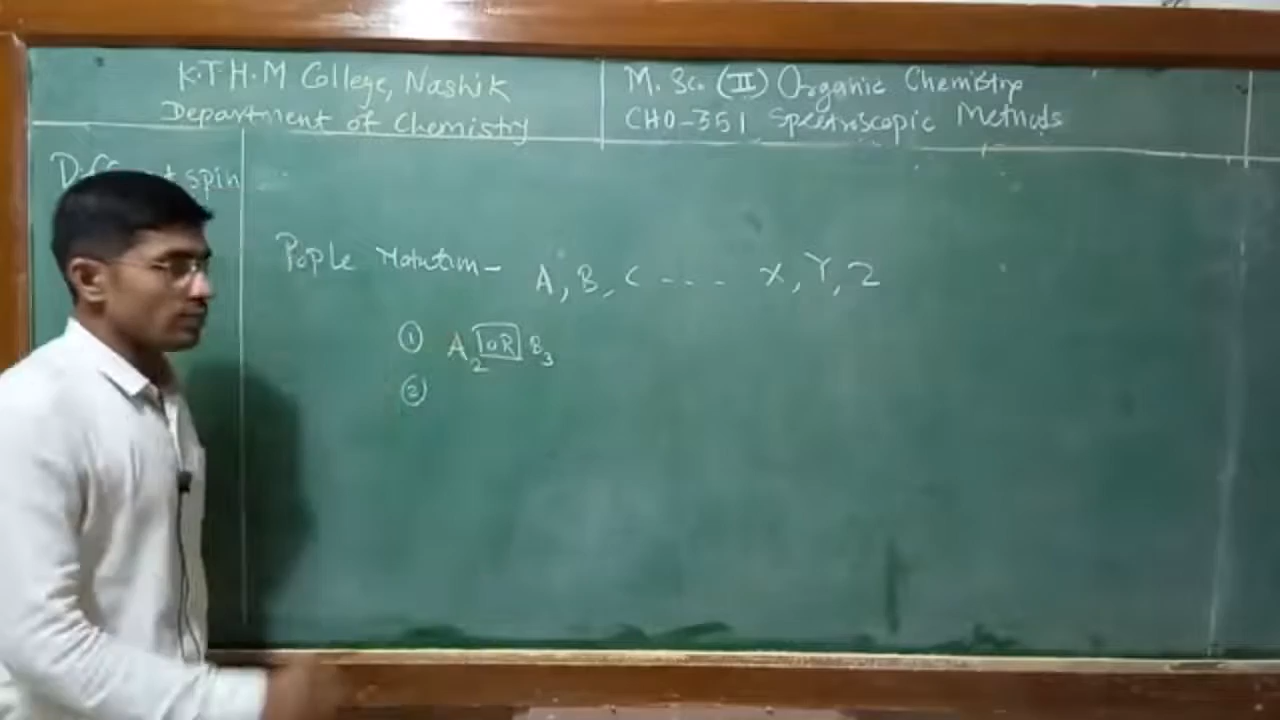 K.T.H.M College, Nashik
Department of Chemistry
M. Sc. (II) Organic Chemistry
CHO-351 Spectroscopic Methods
spin
Pople Notation- A, B, C --- X, Y, Z
① A2 OR B3
②